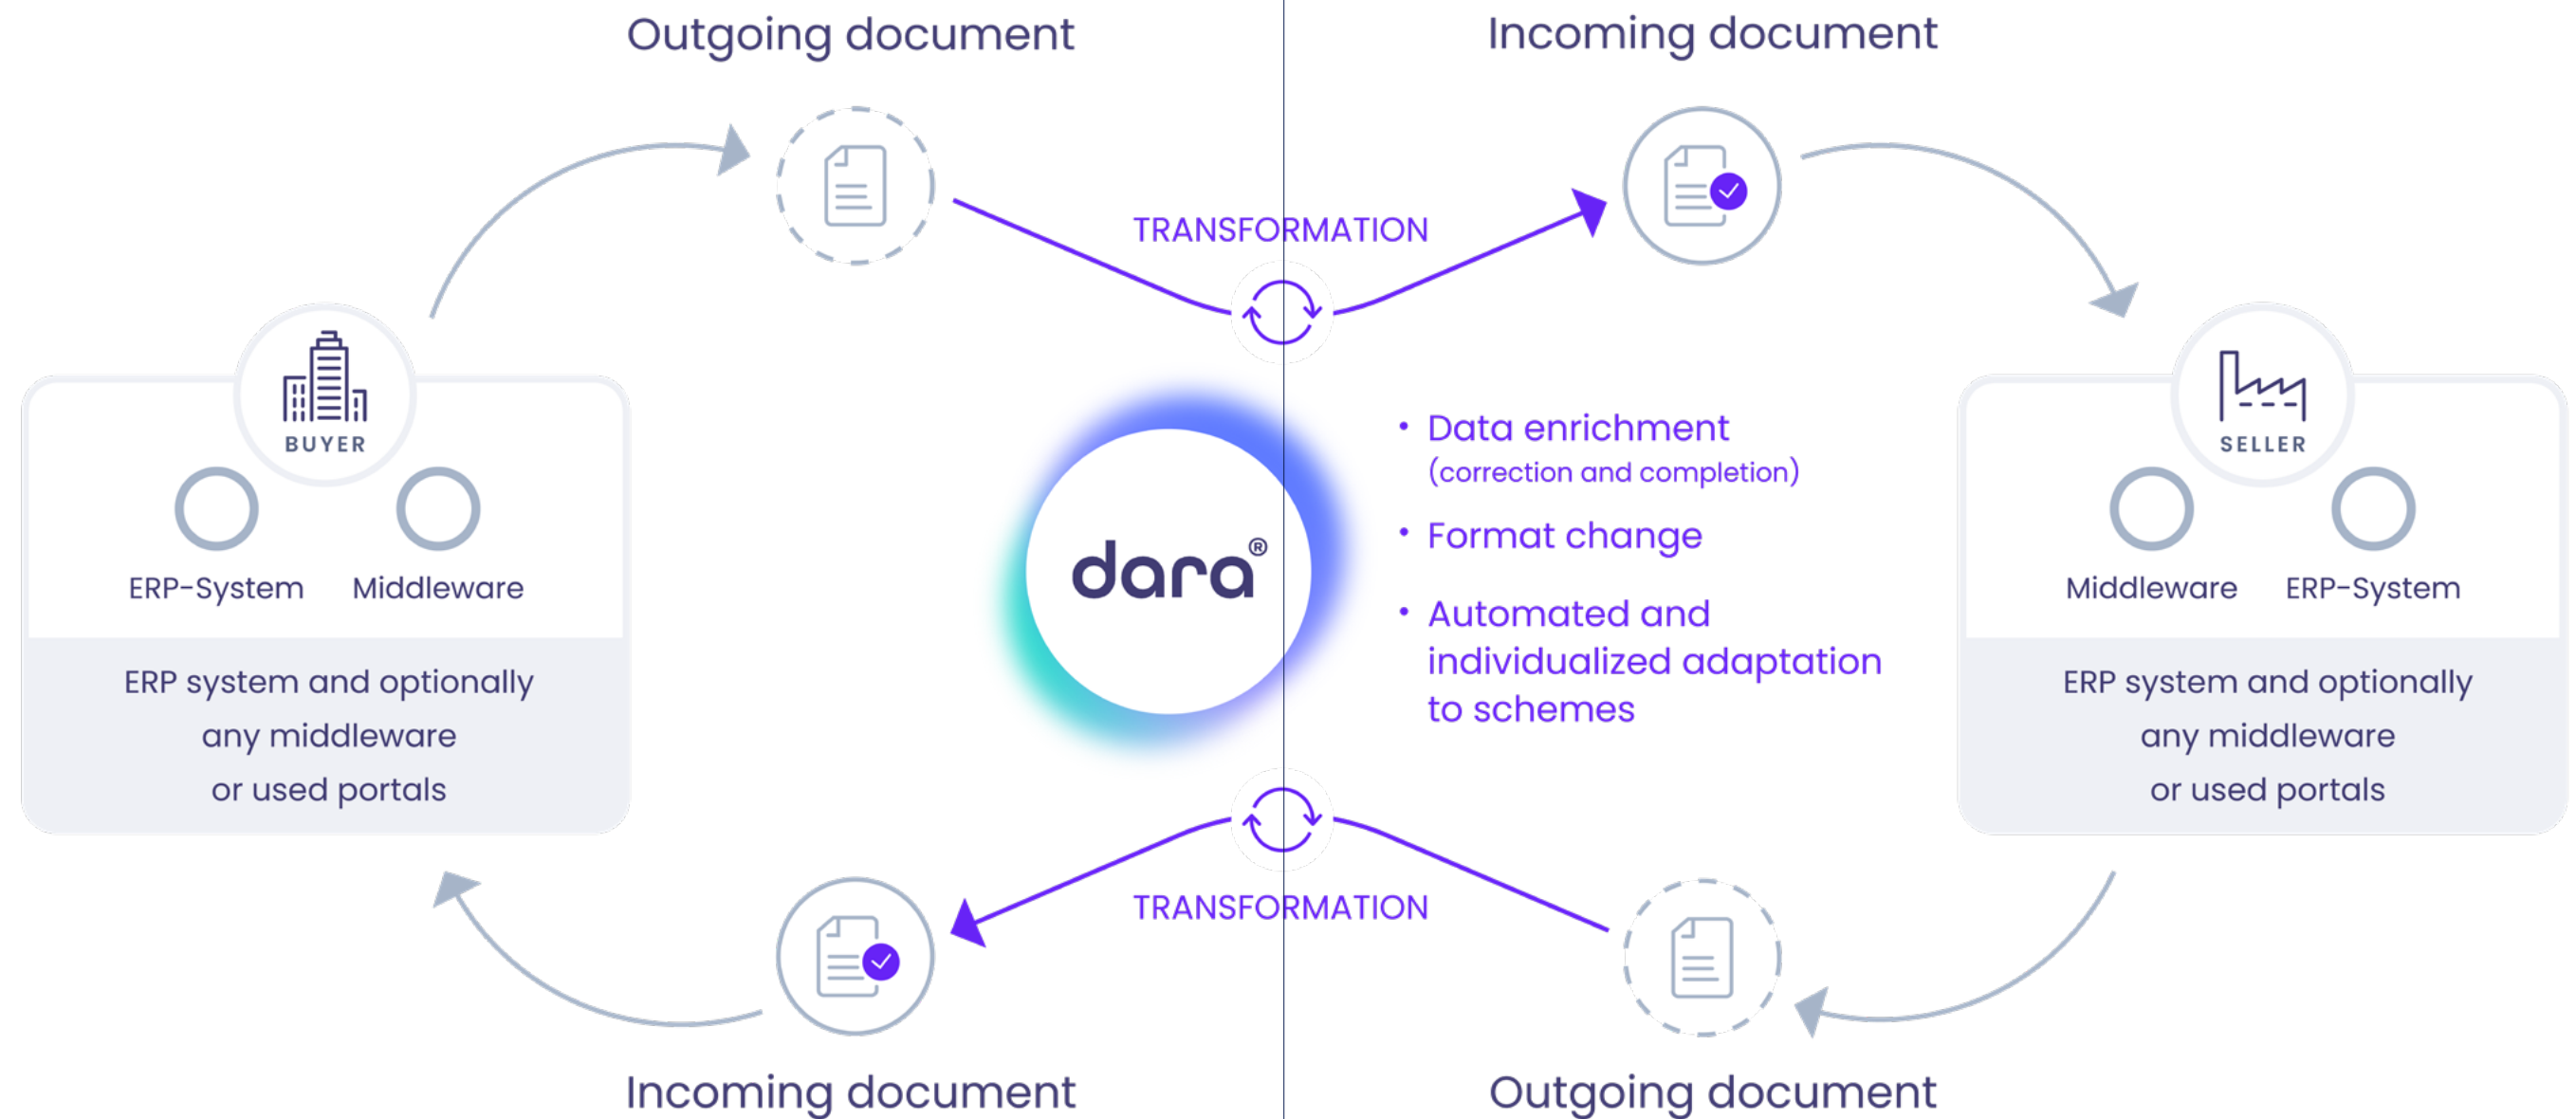 Outgoing document
Incoming document
TRANSFORMATION
BUYER
ERP-System
Middleware
ERP system and optionally
any middleware
or used portals
dara®
• Data enrichment
(correction and completion)
• Format change
• Automated and
individualized adaptation
to schemes
SELLER
Middleware
ERP-System
ERP system and optionally
any middleware
or used portals
TRANSFORMATION
Incoming document
Outgoing document